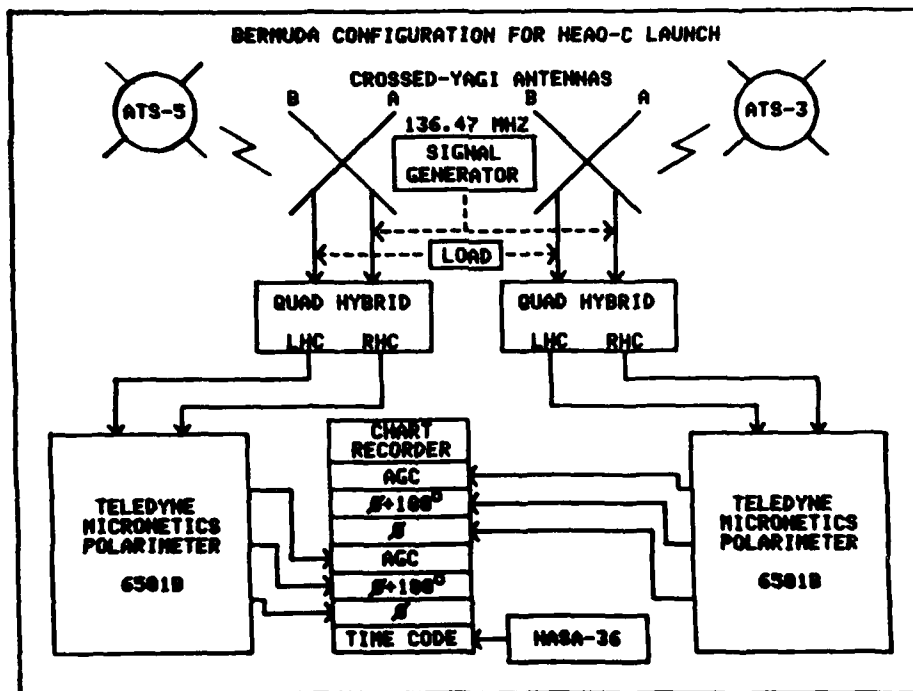 BERMUDA CONFIGURATION FOR HEAO-C LAUNCH
CROSSED-YAGI ANTENNAS
ATS-5
B A
136.47 MHZ
B A
ATS-3
SIGNAL
GENERATOR
LOAD
QUAD HYBRID
LHC RHC
QUAD HYBRID
LHC RHC
TELEDYNE
MICRONETICS
POLARIMETER
6501B
CHART
RECORDER
AGC
Ø+180°
Ø
AGC
Ø+180°
Ø
TIME CODE
NASA-36
TELEDYNE
MICRONETICS
POLARIMETER
6501B